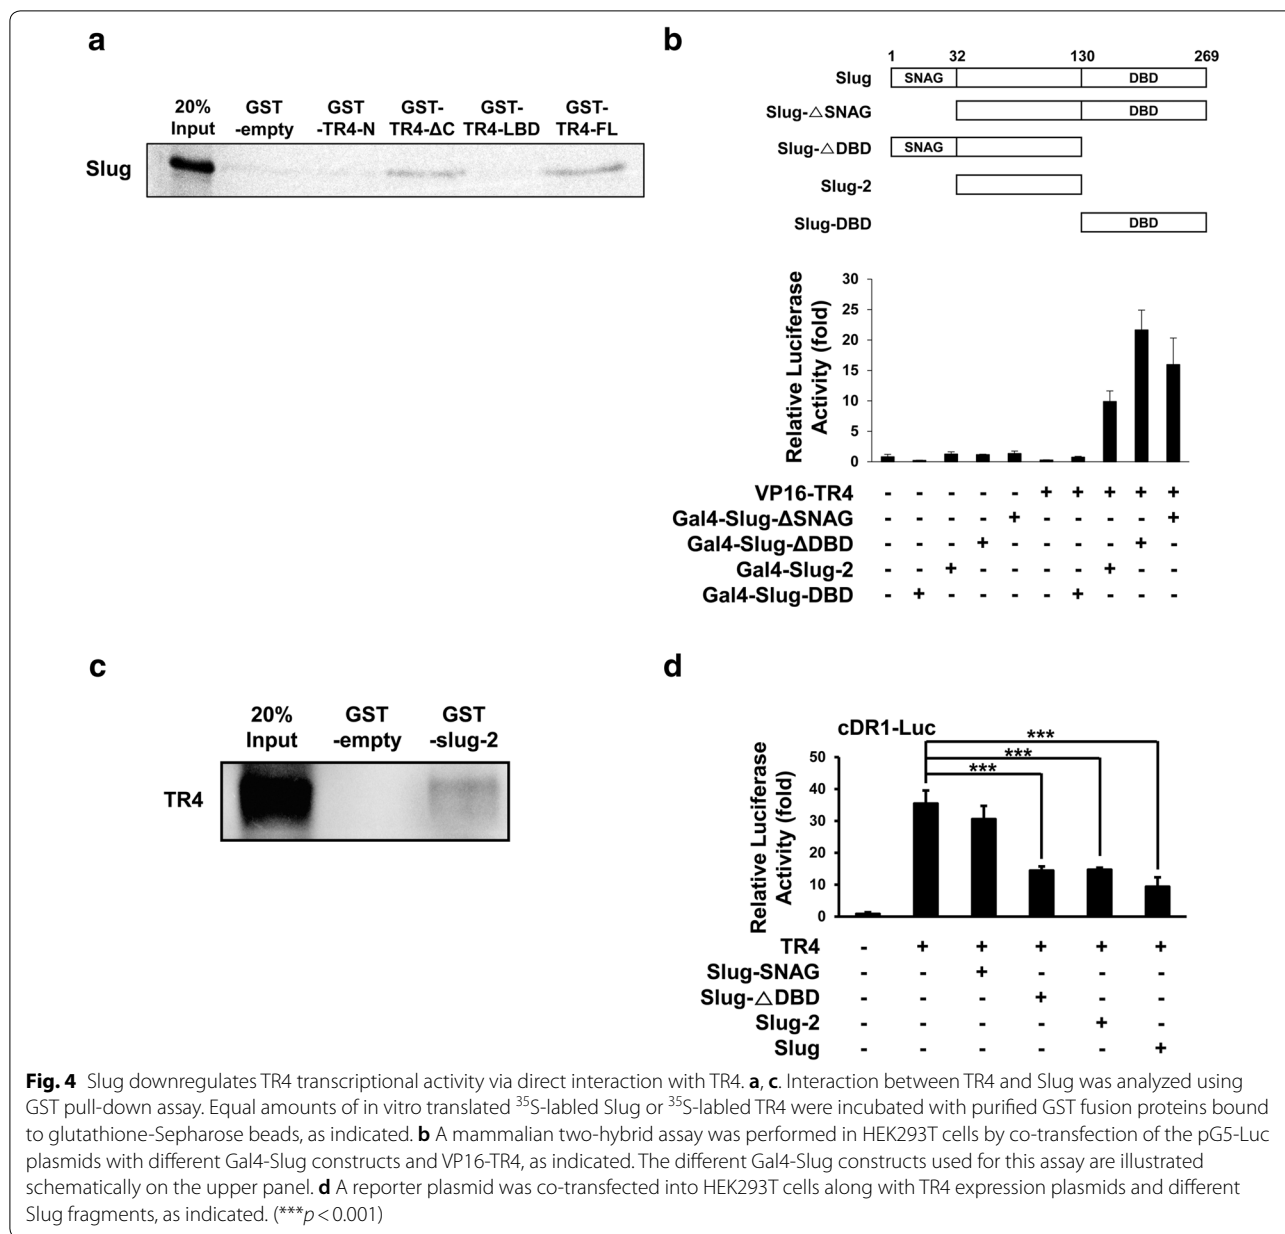 a
20% Input GST -empty GST -TR4-N GST- TR4-ΔC GST- TR4-LBD GST- TR4-FL
Slug
b
1 32 130 269
Slug SNAG DBD
Slug-△SNAG DBD
Slug-△DBD SNAG
Slug-2
Slug-DBD DBD
Relative Luciferase
Activity (fold)
30
25
20
15
10
5
0
VP16-TR4 - - - - - + + + + +
Gal4-Slug-ΔSNAG - - - - + - - - - +
Gal4-Slug-ΔDBD - - - + - - - - + -
Gal4-Slug-2 - - + - - - - + - -
Gal4-Slug-DBD - + - - - - + - - -
c
20% Input GST -empty GST -slug-2
TR4
d
cDR1-Luc
***
***
***
Relative Luciferase
Activity (fold)
50
40
30
20
10
0
TR4 - + + + + +
Slug-SNAG - - + - - -
Slug-△DBD - - - + - -
Slug-2 - - - - + -
Slug - - - - - +
Fig. 4 Slug downregulates TR4 transcriptional activity via direct interaction with TR4. a, c. Interaction between TR4 and Slug was analyzed using
GST pull-down assay. Equal amounts of in vitro translated ³⁵S-labled Slug or ³⁵S-labled TR4 were incubated with purified GST fusion proteins bound
to glutathione-Sepharose beads, as indicated. b A mammalian two-hybrid assay was performed in HEK293T cells by co-transfection of the pG5-Luc
plasmids with different Gal4-Slug constructs and VP16-TR4, as indicated. The different Gal4-Slug constructs used for this assay are illustrated
schematically on the upper panel. d A reporter plasmid was co-transfected into HEK293T cells along with TR4 expression plasmids and different
Slug fragments, as indicated. (***p < 0.001)